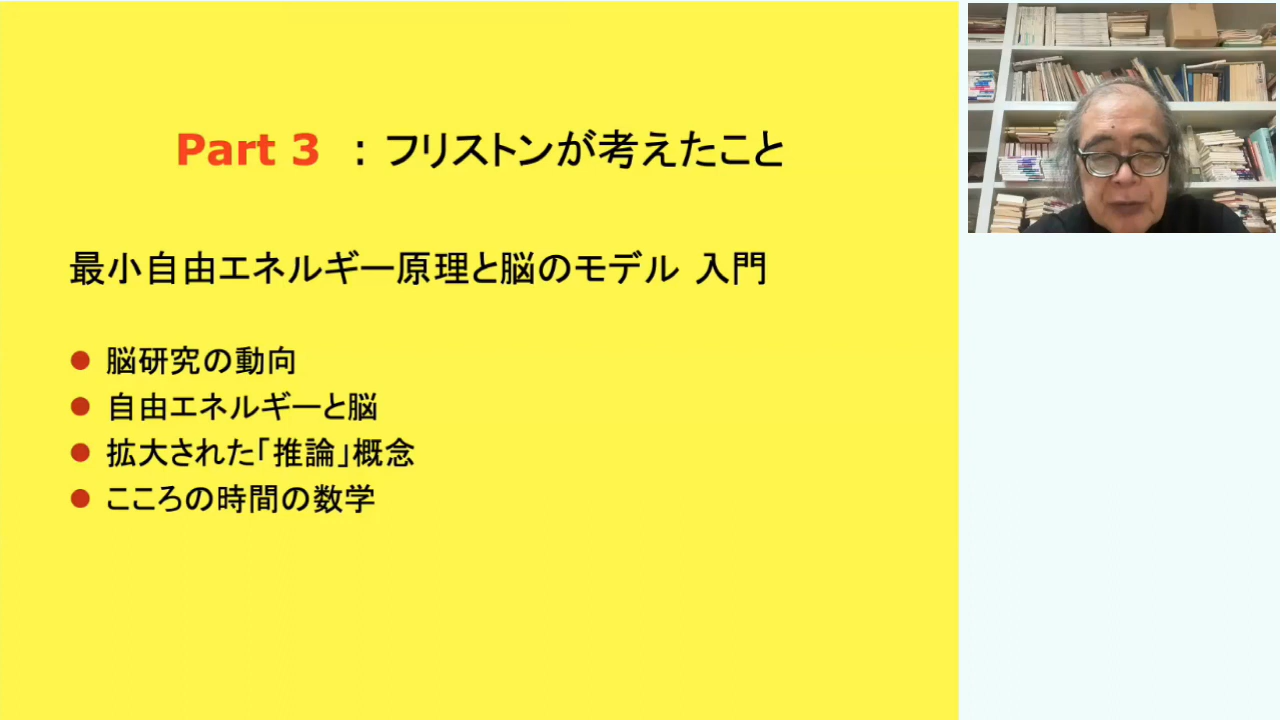 Part 3 : フリストンが考えたこと
最小自由エネルギー原理と脳のモデル 入門
● 脳研究の動向
● 自由エネルギーと脳
● 拡大された「推論」概念
● こころの時間の数学